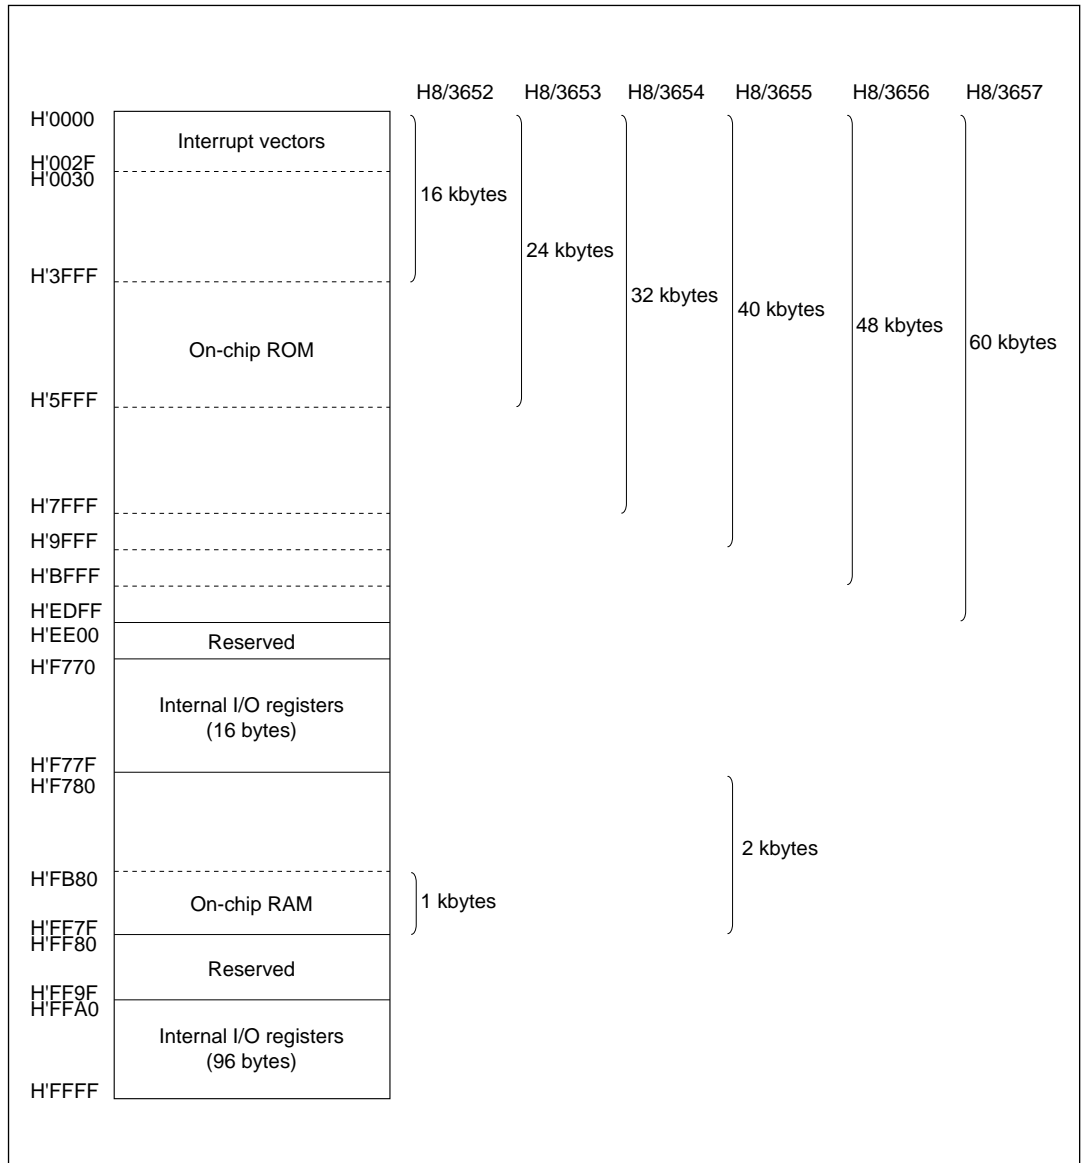 H8/3652 H8/3653 H8/3654 H8/3655 H8/3656 H8/3657
H'0000
Interrupt vectors
H'002F
H'0030
16 kbytes
24 kbytes
H'3FFF
32 kbytes
40 kbytes
48 kbytes
60 kbytes
On-chip ROM
H'5FFF
H'7FFF
H'9FFF
H'BFFF
H'EDFF
H'EE00
Reserved
H'F770
Internal I/O registers
(16 bytes)
H'F77F
H'F780
2 kbytes
H'FB80
On-chip RAM
1 kbytes
H'FF7F
H'FF80
Reserved
H'FF9F
H'FFA0
Internal I/O registers
(96 bytes)
H'FFFF